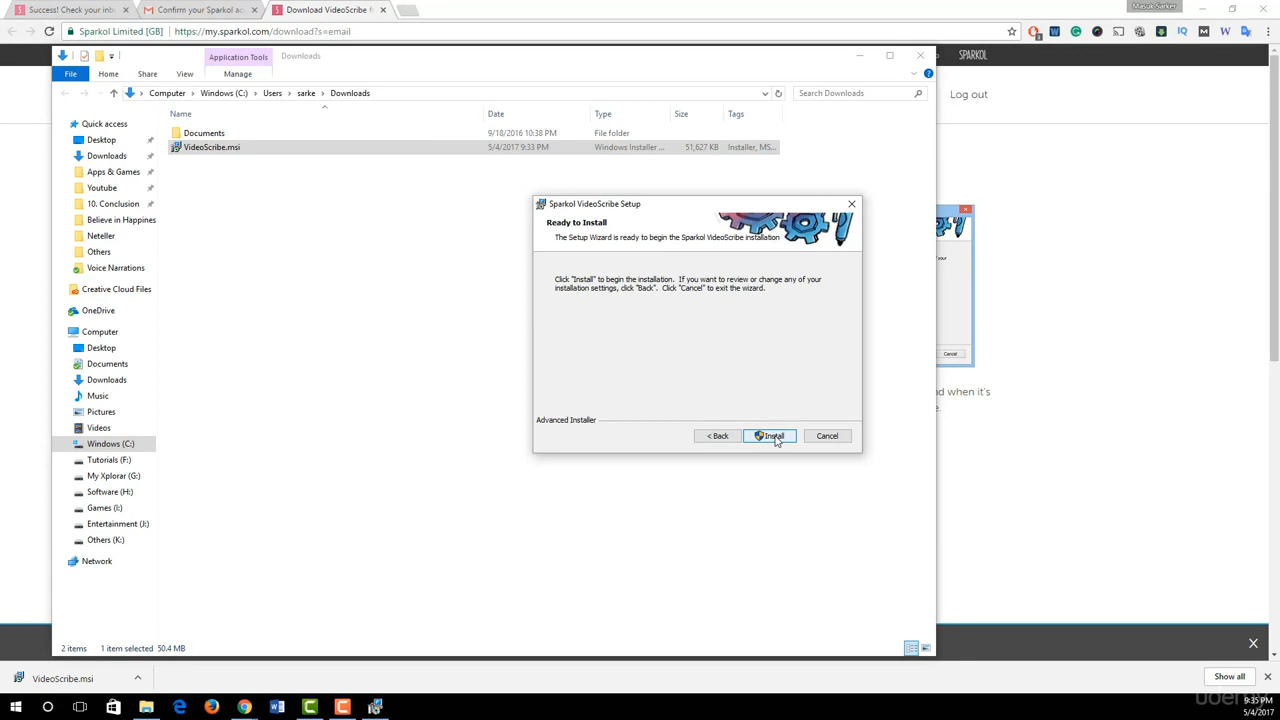 Success! Check your inb
Confirm your Sparkol ac
Download VideoScribe f
Masuk Sarker
Sparkol Limited [GB]
https://my.sparkol.com/download?s=email
SPARKOL
Log out
Application Tools
Downloads
File
Home
Share
View
Manage
Computer
Windows (C:)
Users
sarke
Downloads
Search Downloads
Name
Date
Type
Size
Tags
Documents
9/18/2016 10:38 PM
File folder
VideoScribe.msi
5/4/2017 9:33 PM
Windows Installer ...
51,627 KB
Installer, MS...
Quick access
Desktop
Downloads
Apps & Games
Youtube
10. Conclusion
Believe in Happines
Neteller
Others
Voice Narrations
Creative Cloud Files
OneDrive
Computer
Desktop
Documents
Downloads
Music
Pictures
Videos
Windows (C:)
Tutorials (F:)
My Xplorar (G:)
Software (H:)
Games (I:)
Entertainment (J:)
Others (K:)
Network
Sparkol VideoScribe Setup
Ready to Install
The Setup Wizard is ready to begin the Sparkol VideoScribe installation
Click "Install" to begin the installation. If you want to review or change any of your
installation settings, click "Back". Click "Cancel" to exit the wizard.
Advanced Installer
< Back
Install
Cancel
Cancel
nd when it's
e.
2 items
1 item selected 50.4 MB
VideoScribe.msi
Show all
udemy
9:35 PM
5/4/2017